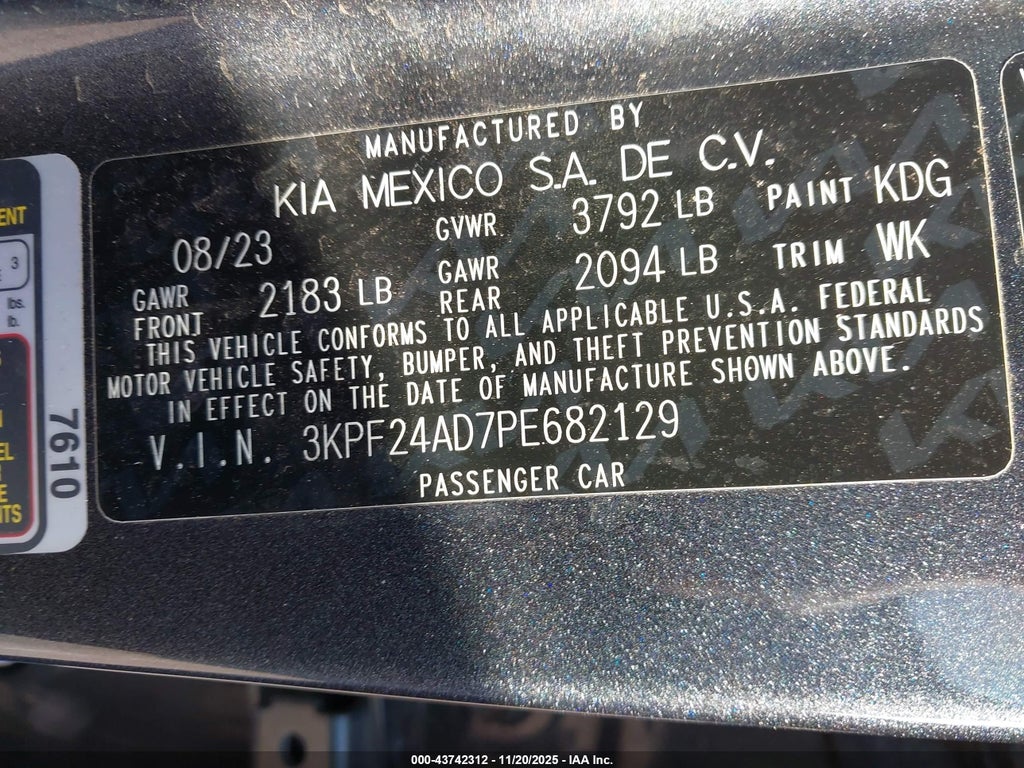 MANUFACTURED BY
KIA MEXICO S.A. DE C.V.
08/23 GVWR 3792 LB PAINT KDG
GAWR FRONT 2183 LB GAWR REAR 2094 LB TRIM WK
THIS VEHICLE CONFORMS TO ALL APPLICABLE U.S.A. FEDERAL
MOTOR VEHICLE SAFETY, BUMPER, AND THEFT PREVENTION STANDARDS
IN EFFECT ON THE DATE OF MANUFACTURE SHOWN ABOVE.
V.I.N. 3KPF24AD7PE682129
PASSENGER CAR
3
lbs.
lb.
7610
000-43742312 - 11/20/2025 - IAA Inc.